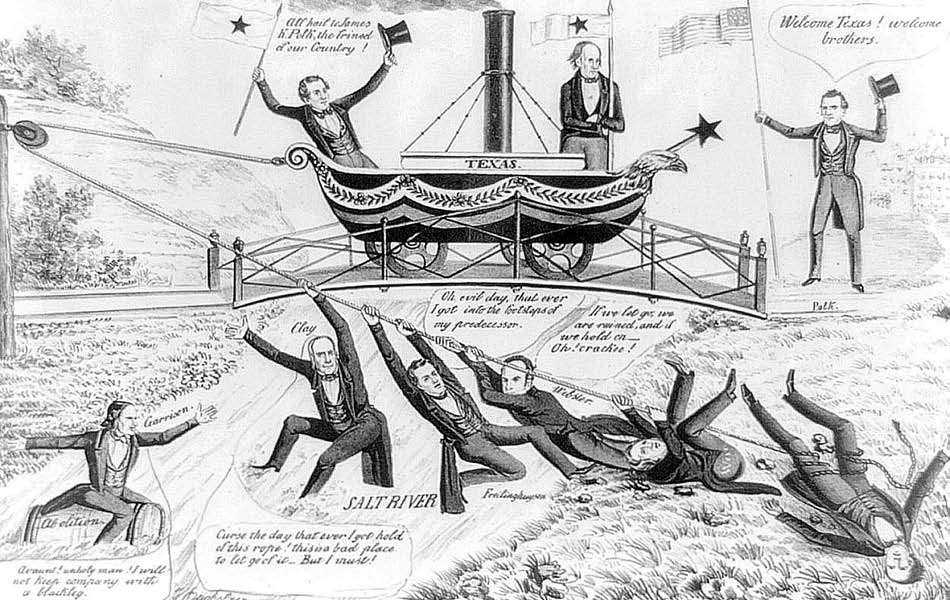 All hail to James
K. Polk, the frined
of our Country!
Welcome Texas! welcome
brothers.
TEXAS.
Polk.
Oh evil day, that ever
I got into the footsteps of
my predecessor.
If we let go, we
are ruined, and if
we hold on—
Oh! crackee!
Clay
Webster
Garrison
Frelinghuysen
SALT RIVER
Abolition
Curse the day that ever I got hold
of this rope! this is a bad place
to let go of it— But I must!
Avaunt! unholy man! I will
not keep company with
a blackleg.